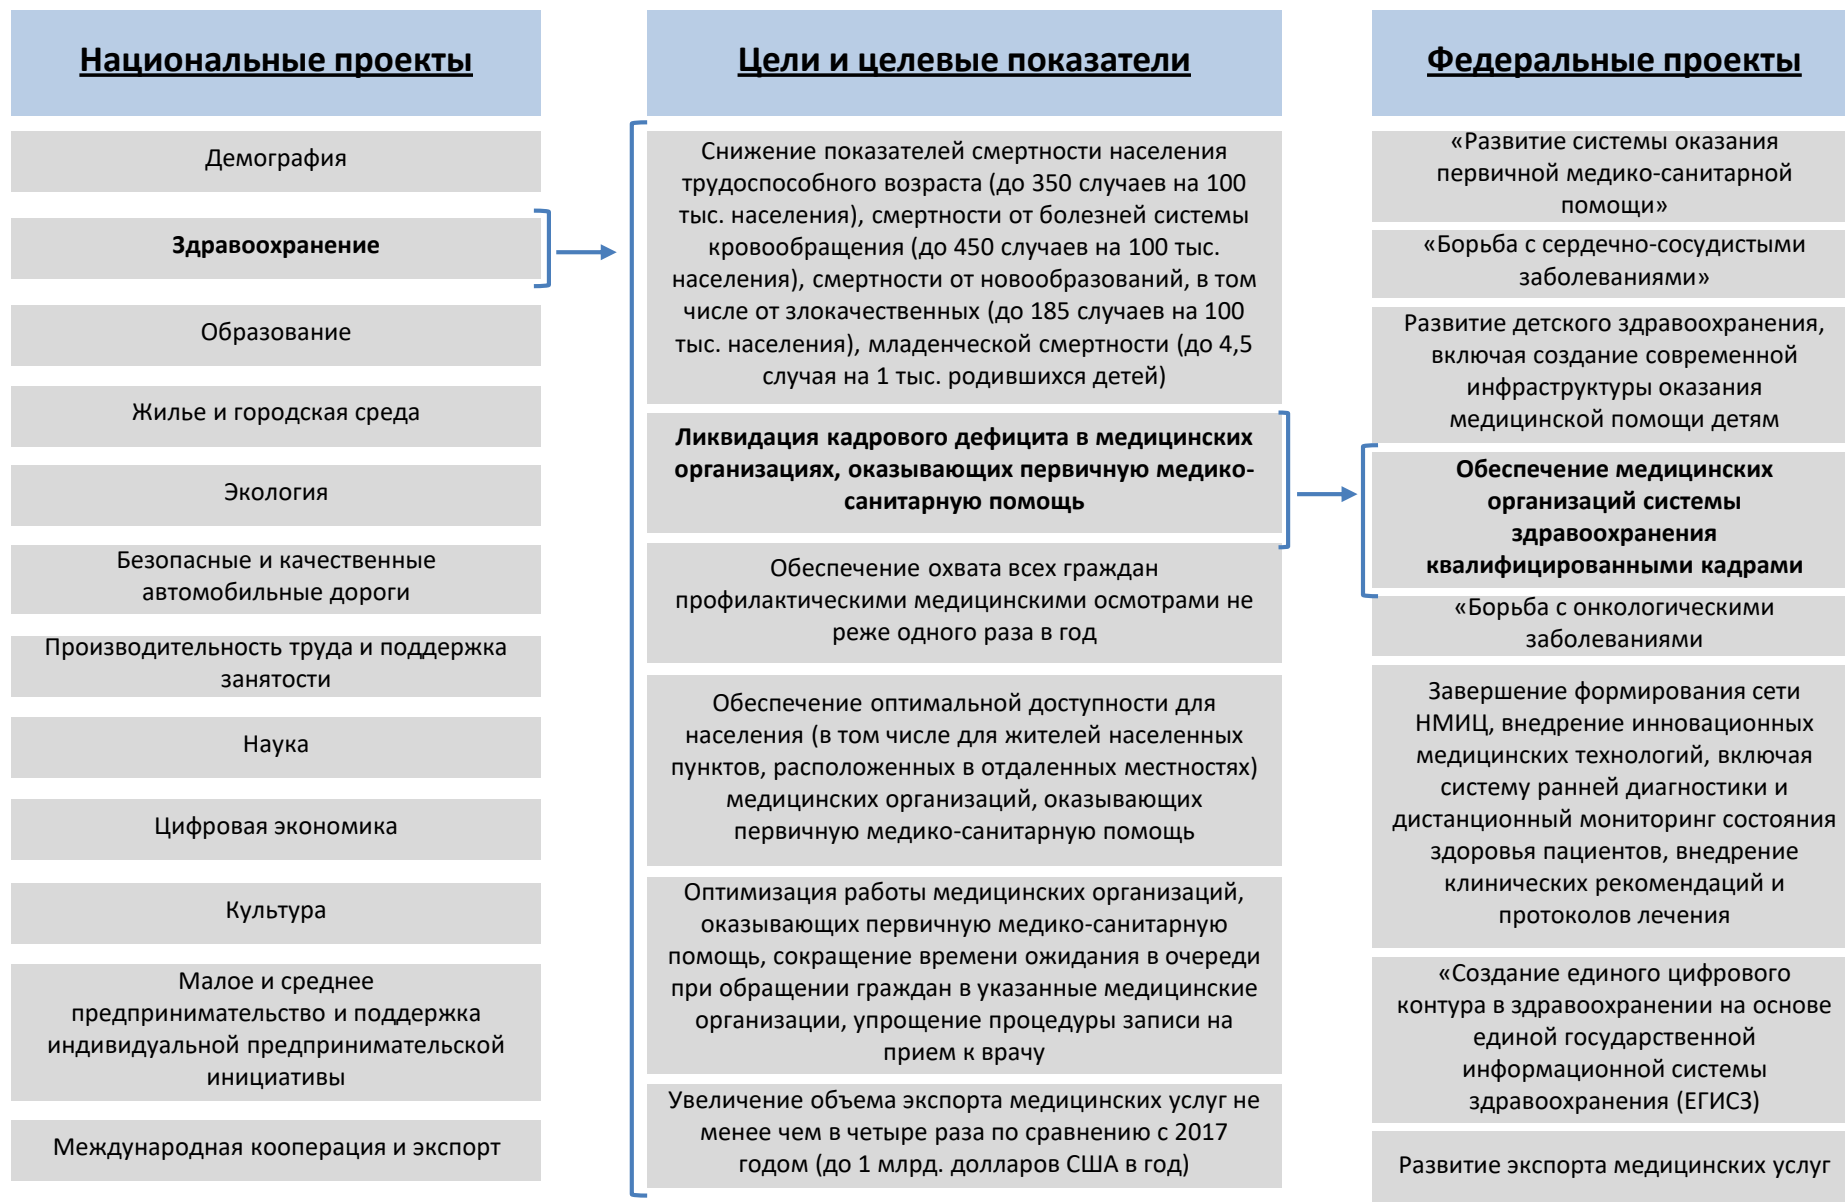 Национальные проекты
Демография
Здравоохранение
Образование
Жилье и городская среда
Экология
Безопасные и качественные
автомобильные дороги
Производительность труда и поддержка
занятости
Наука
Цифровая экономика
Культура
Малое и среднее
предпринимательство и поддержка
индивидуальной предпринимательской
инициативы
Международная кооперация и экспорт
Цели и целевые показатели
Снижение показателей смертности населения
трудоспособного возраста (до 350 случаев на 100
тыс. населения), смертности от болезней системы
кровообращения (до 450 случаев на 100 тыс.
населения), смертности от новообразований, в том
числе от злокачественных (до 185 случаев на 100
тыс. населения), младенческой смертности (до 4,5
случая на 1 тыс. родившихся детей)
Ликвидация кадрового дефицита в медицинских
организациях, оказывающих первичную медико-
санитарную помощь
Обеспечение охвата всех граждан
профилактическими медицинскими осмотрами не
реже одного раза в год
Обеспечение оптимальной доступности для
населения (в том числе для жителей населенных
пунктов, расположенных в отдаленных местностях)
медицинских организаций, оказывающих
первичную медико-санитарную помощь
Оптимизация работы медицинских организаций,
оказывающих первичную медико-санитарную
помощь, сокращение времени ожидания в очереди
при обращении граждан в указанные медицинские
организации, упрощение процедуры записи на
прием к врачу
Увеличение объема экспорта медицинских услуг не
менее чем в четыре раза по сравнению с 2017
годом (до 1 млрд. долларов США в год)
Федеральные проекты
«Развитие системы оказания
первичной медико-санитарной
помощи»
«Борьба с сердечно-сосудистыми
заболеваниями»
Развитие детского здравоохранения,
включая создание современной
инфраструктуры оказания
медицинской помощи детям
Обеспечение медицинских
организаций системы
здравоохранения
квалифицированными кадрами
«Борьба с онкологическими
заболеваниями
Завершение формирования сети
НМИЦ, внедрение инновационных
медицинских технологий, включая
систему ранней диагностики и
дистанционный мониторинг состояния
здоровья пациентов, внедрение
клинических рекомендаций и
протоколов лечения
«Создание единого цифрового
контура в здравоохранении на основе
единой государственной
информационной системы
здравоохранения (ЕГИСЗ)
Развитие экспорта медицинских услуг